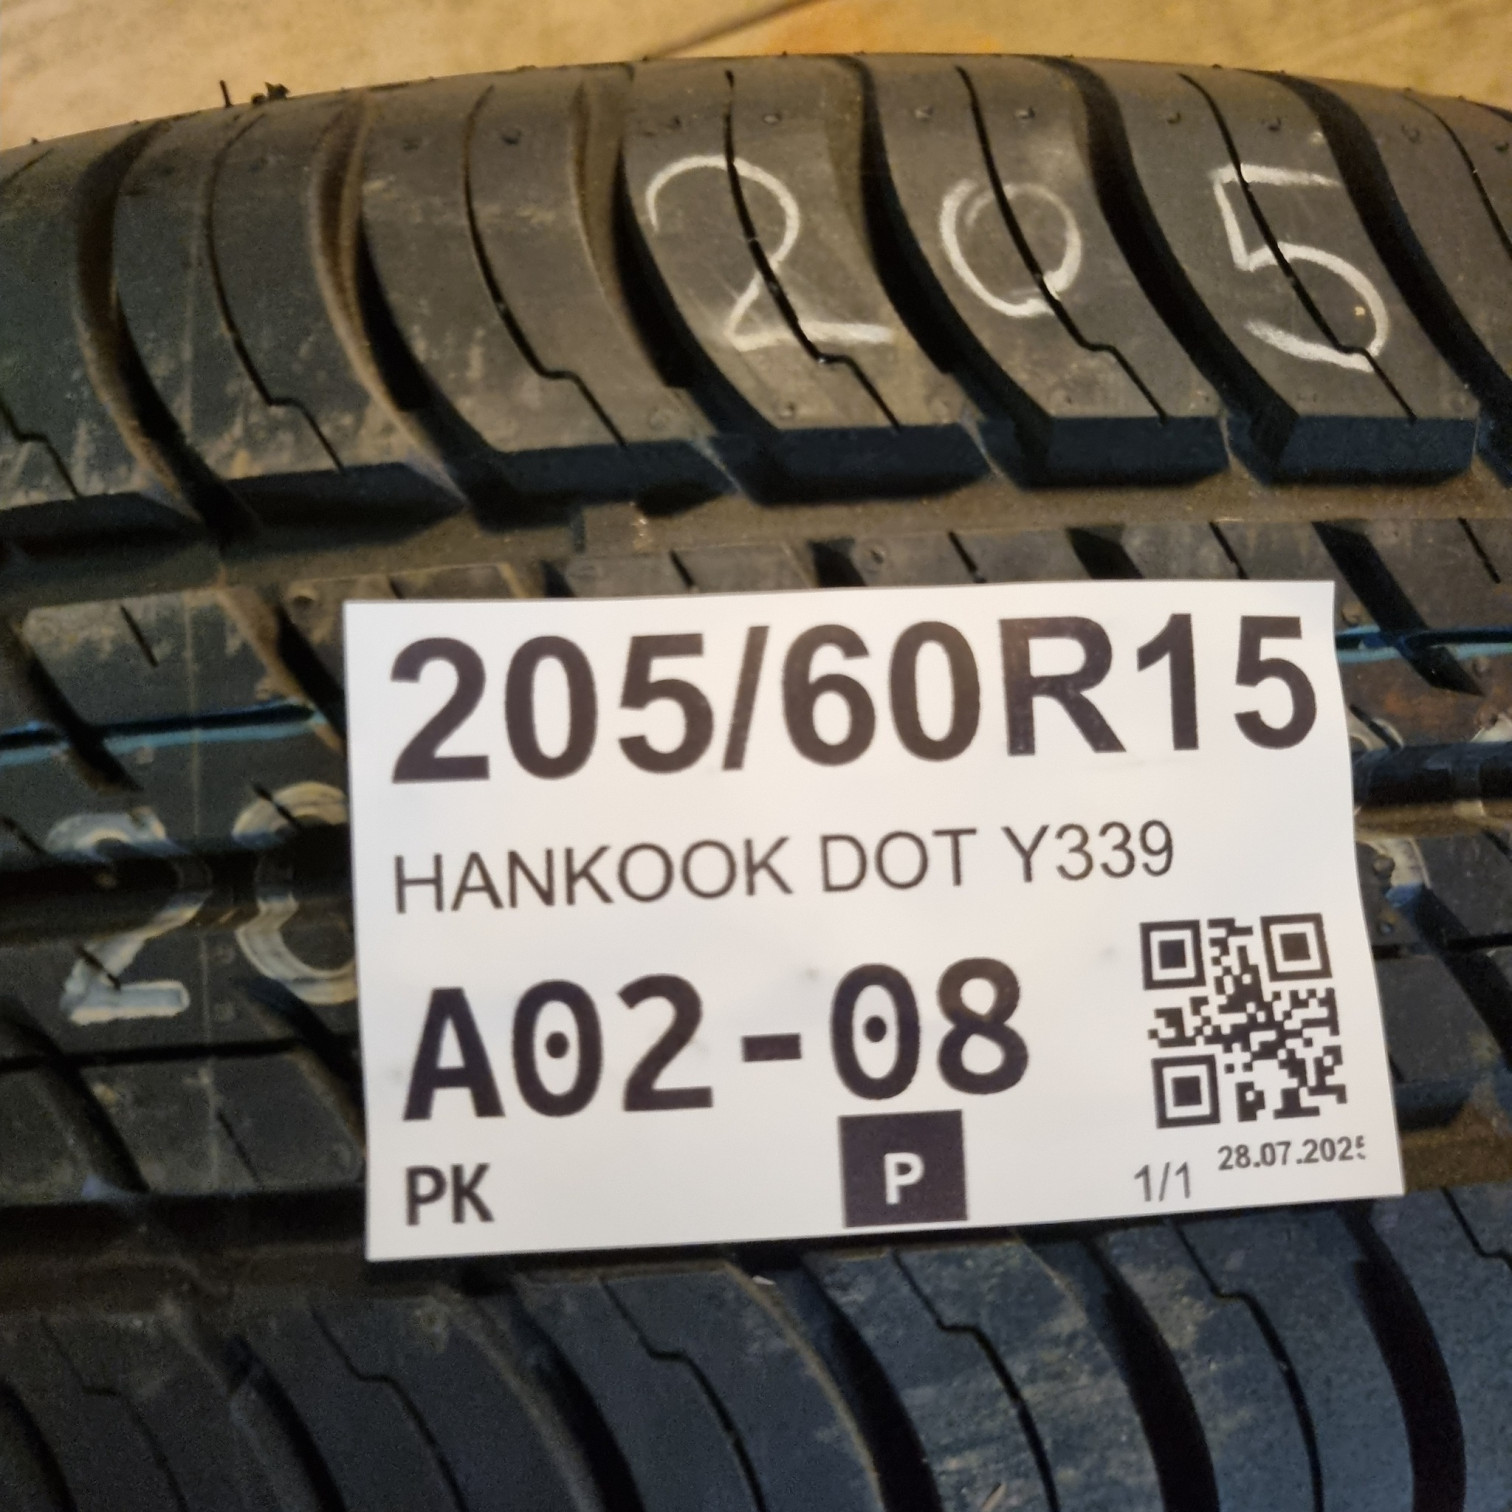 205
205/60R15
HANKOOK DOT Y339
A02-08
PK
P
1/1
28.07.2025